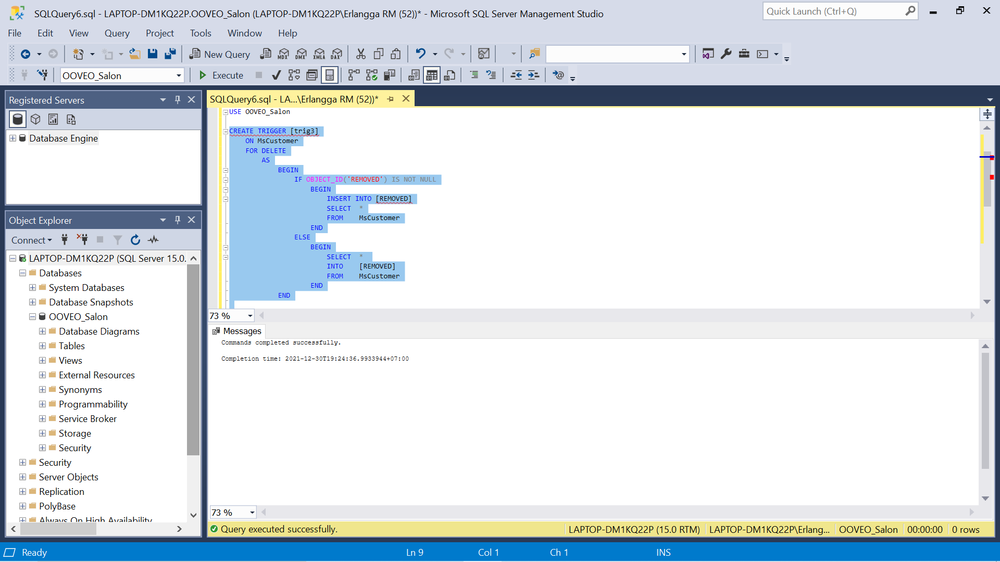 SQLQuery6.sql - LAPTOP-DM1KQ22P.OOVEO_Salon (LAPTOP-DM1KQ22P\Erlangga RM (52))* - Microsoft SQL Server Management Studio
Quick Launch (Ctrl+Q)
File Edit View Query Project Tools Window Help
New Query MDX DMX XMLA DAX
OOVEO_Salon Execute
Registered Servers
Database Engine
Object Explorer
Connect
LAPTOP-DM1KQ22P (SQL Server 15.0.
Databases
System Databases
Database Snapshots
OOVEO_Salon
Database Diagrams
Tables
Views
External Resources
Synonyms
Programmability
Service Broker
Storage
Security
Security
Server Objects
Replication
PolyBase
Always On High Availability
SQLQuery6.sql - LA...\Erlangga RM (52))*
USE OOVEO_Salon
CREATE TRIGGER [trig3]
ON MsCustomer
FOR DELETE
AS
BEGIN
IF OBJECT_ID('REMOVED') IS NOT NULL
BEGIN
INSERT INTO [REMOVED]
SELECT *
FROM MsCustomer
END
ELSE
BEGIN
SELECT *
INTO [REMOVED]
FROM MsCustomer
END
END
73 %
Messages
Commands completed successfully.
Completion time: 2021-12-30T19:24:36.9933944+07:00
73 %
Query executed successfully. LAPTOP-DM1KQ22P (15.0 RTM) LAPTOP-DM1KQ22P\Erlang... OOVEO_Salon 00:00:00 0 rows
Ready Ln 9 Col 1 Ch 1 INS